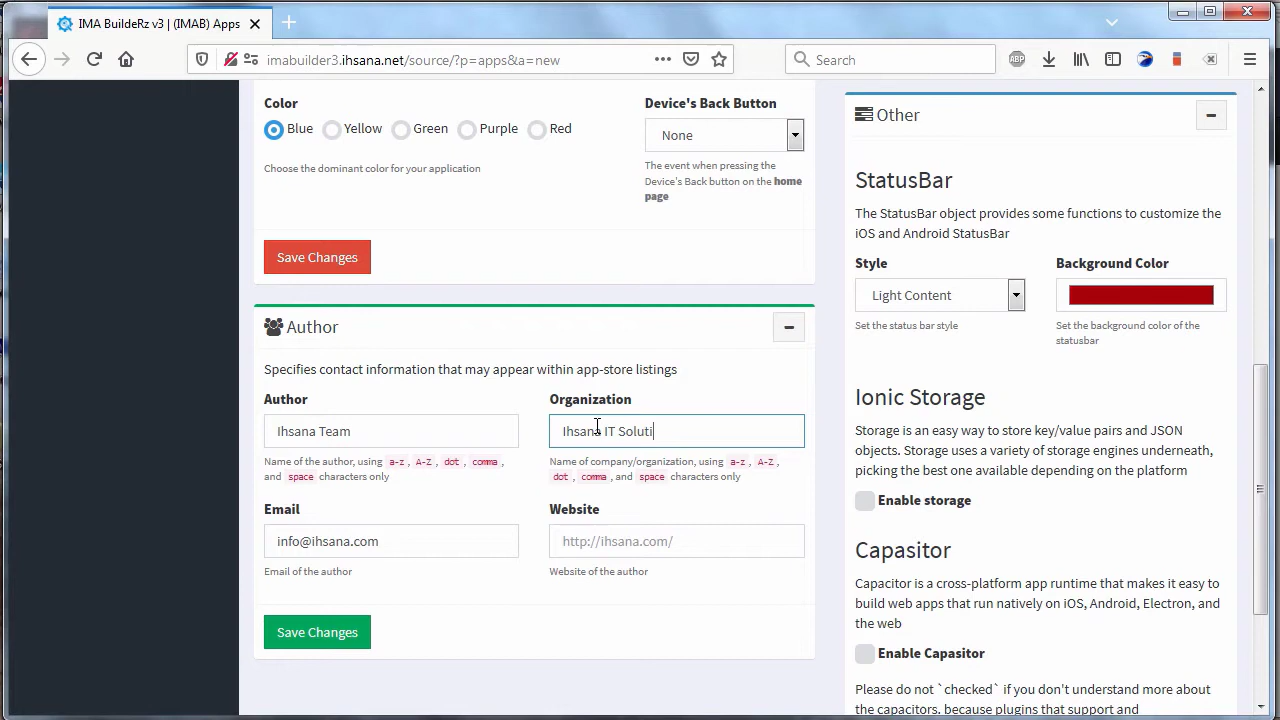 IMA BuildeRz v3 | (IMAB) Apps
imabuilder3.ihsana.net/source/?p=apps&a=new
Search
ABP
Color
Blue
Yellow
Green
Purple
Red
Choose the dominant color for your application
Device's Back Button
None
The event when pressing the
Device's Back button on the home
page
Save Changes
Author
Specifies contact information that may appear within app-store listings
Author
Ihsana Team
Name of the author, using a-z, A-Z, dot, comma,
and space characters only
Organization
Ihsana IT Soluti
Name of company/organization, using a-z, A-Z,
dot, comma, and space characters only
Email
info@ihsana.com
Email of the author
Website
http://ihsana.com/
Website of the author
Save Changes
Other
StatusBar
The StatusBar object provides some functions to customize the
iOS and Android StatusBar
Style
Light Content
Set the status bar style
Background Color
Set the background color of the
statusbar
Ionic Storage
Storage is an easy way to store key/value pairs and JSON
objects. Storage uses a variety of storage engines underneath,
picking the best one available depending on the platform
Enable storage
Capasitor
Capacitor is a cross-platform app runtime that makes it easy to
build web apps that run natively on iOS, Android, Electron, and
the web
Enable Capasitor
Please do not `checked` if you don't understand more about
the capacitors, because plugins that support and